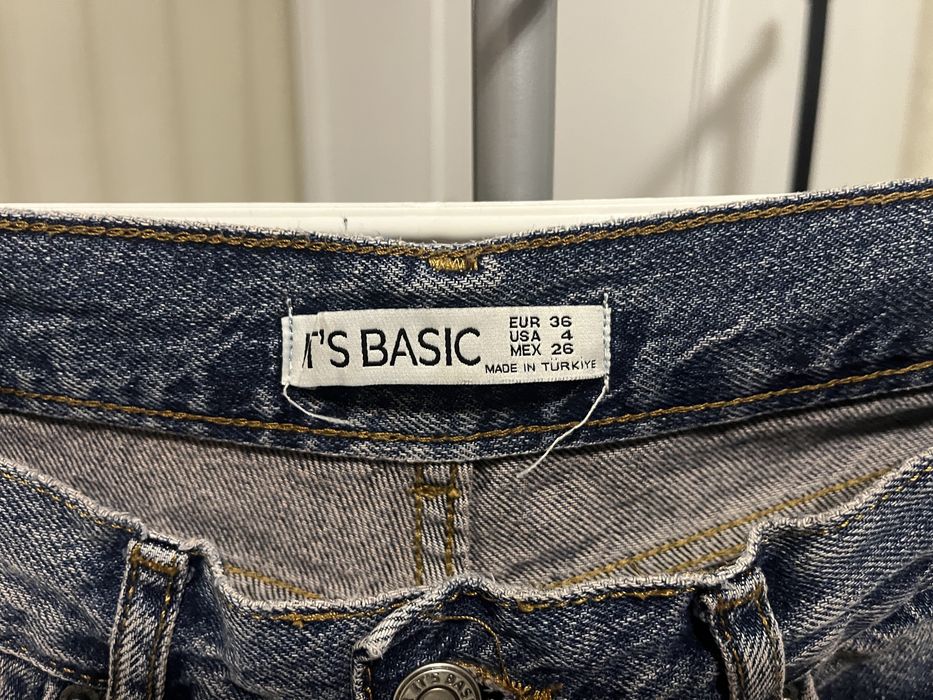 'S BASIC
EUR 36
USA 4
MEX 26
MADE IN TÜRKİYE